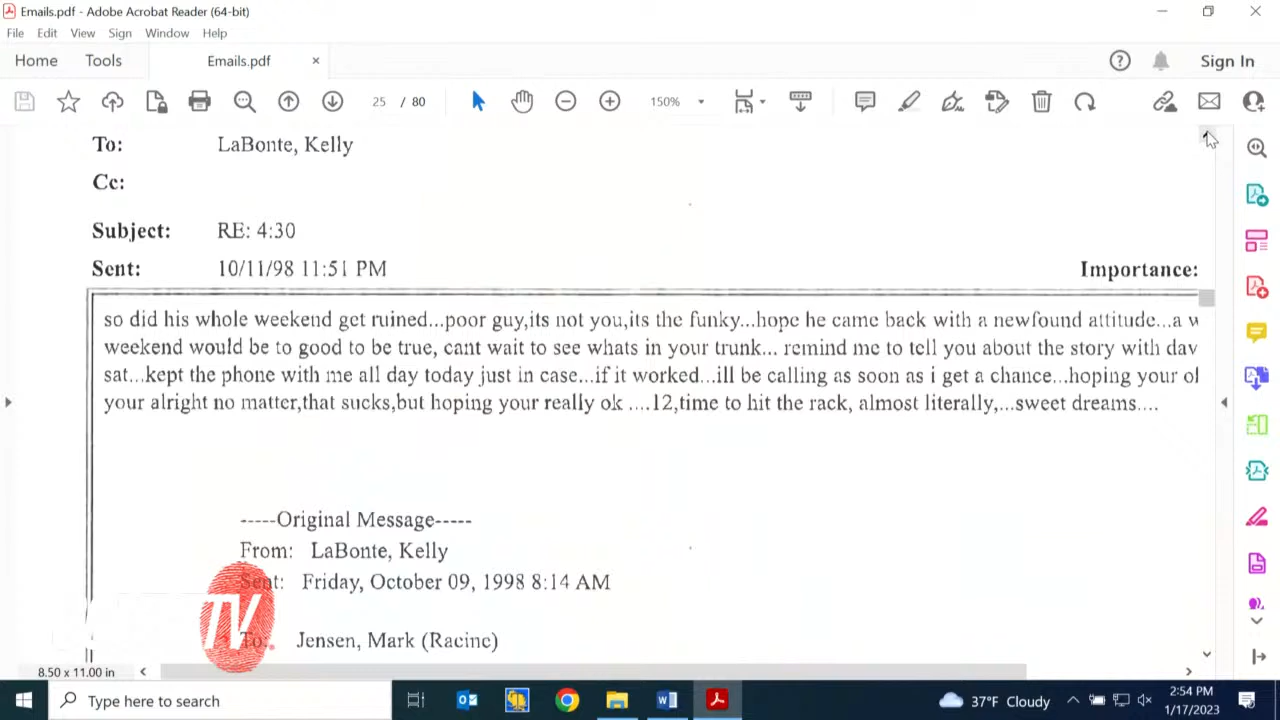 Emails.pdf - Adobe Acrobat Reader (64-bit)
File Edit View Sign Window Help
Home Tools Emails.pdf × Sign In
25 / 80 150%
To: LaBonte, Kelly
Cc:
Subject: RE: 4:30
Sent: 10/11/98 11:51 PM Importance:
so did his whole weekend get ruined...poor guy,its not you,its the funky...hope he came back with a newfound attitude...a w
weekend would be to good to be true, cant wait to see whats in your trunk... remind me to tell you about the story with dav
sat...kept the phone with me all day today just in case...if it worked...ill be calling as soon as i get a chance...hoping your
your alright no matter,that sucks,but hoping your really ok ....12,time to hit the rack, almost literally,...sweet dreams....
-----Original Message-----
From: LaBonte, Kelly
Sent: Friday, October 09, 1998 8:14 AM
To: Jensen, Mark (Racine)
TV
8.50 x 11.00 in
Type here to search
37°F Cloudy
2:54 PM
1/17/2023